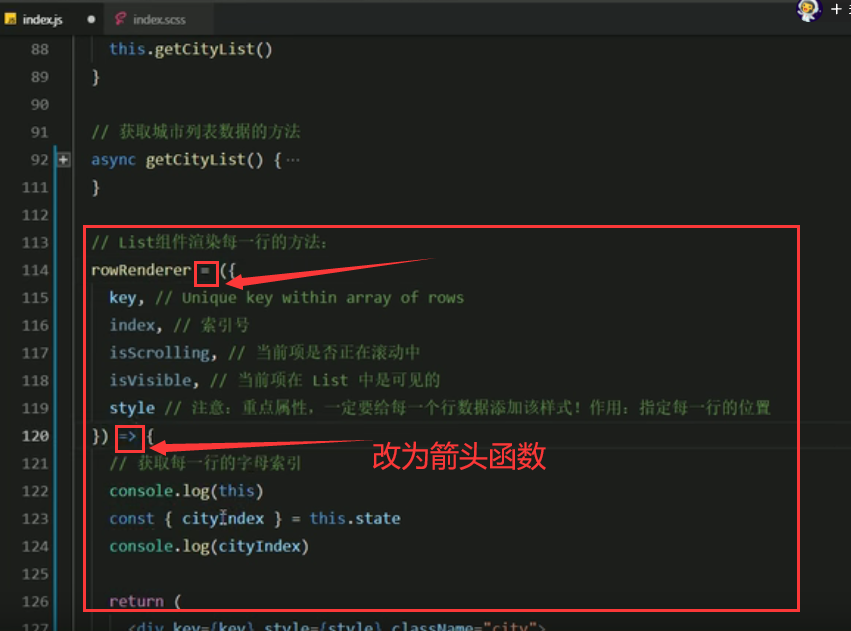 index.js index.scss
88 this.getCityList()
89 }
90
91 // 获取城市列表数据的方法
92 async getCityList() { ···
111 }
112
113 // List组件渲染每一行的方法:
114 rowRenderer = ({
115 key, // Unique key within array of rows
116 index, // 索引号
117 isScrolling, // 当前项是否正在滚动中
118 isVisible, // 当前项在 List 中是可见的
119 style // 注意: 重点属性, 一定要给每一个行数据添加该样式! 作用: 指定每一行的位置
120 }) => {
121 // 获取每一行的字母索引
改为箭头函数
122 console.log(this)
123 const { cityIndex } = this.state
124 console.log(cityIndex)
125
126 return (
127 <div key={key} style={style} className="city">